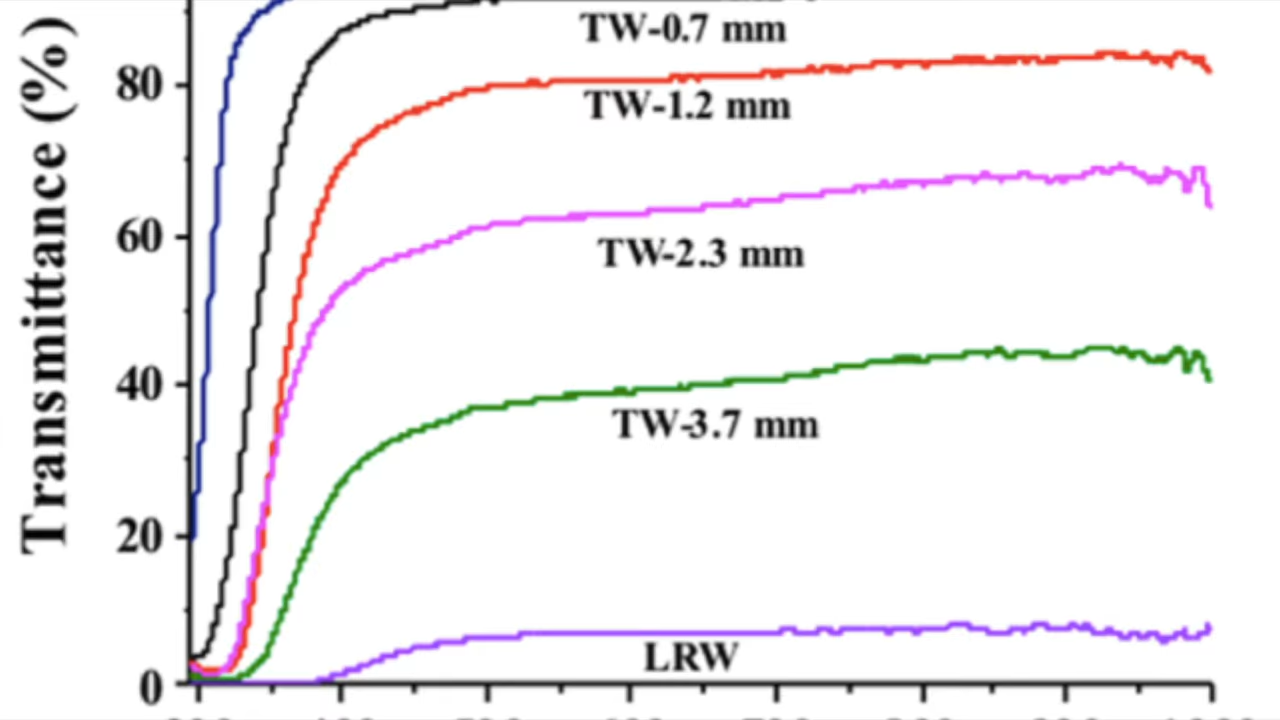 Transmittance (%)
TW-0.7 mm
80
TW-1.2 mm
60
TW-2.3 mm
40
TW-3.7 mm
20
LRW
0